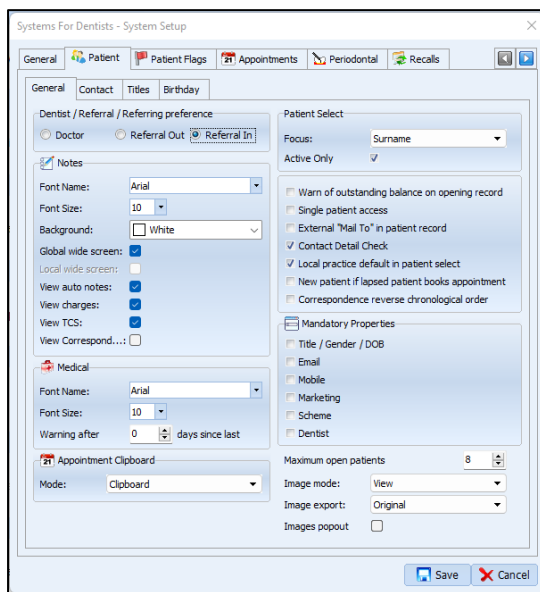 Systems For Dentists - System Setup
General Patient Patient Flags 21 Appointments Periodontal Recalls
General Contact Titles Birthday
Dentist / Referral / Referring preference
Doctor Referral Out Referral In
Notes
Font Name: Arial
Font Size: 10
Background: White
Global wide screen:
Local wide screen:
View auto notes:
View charges:
View TCS:
View Correspond...:
Medical
Font Name: Arial
Font Size: 10
Warning after 0 days since last
21 Appointment Clipboard
Mode: Clipboard
Patient Select
Focus: Surname
Active Only
Warn of outstanding balance on opening record
Single patient access
External "Mail To" in patient record
Contact Detail Check
Local practice default in patient select
New patient if lapsed patient books appointment
Correspondence reverse chronological order
Mandatory Properties
Title / Gender / DOB
Email
Mobile
Marketing
Scheme
Dentist
Maximum open patients 8
Image mode: View
Image export: Original
Images popout
Save Cancel